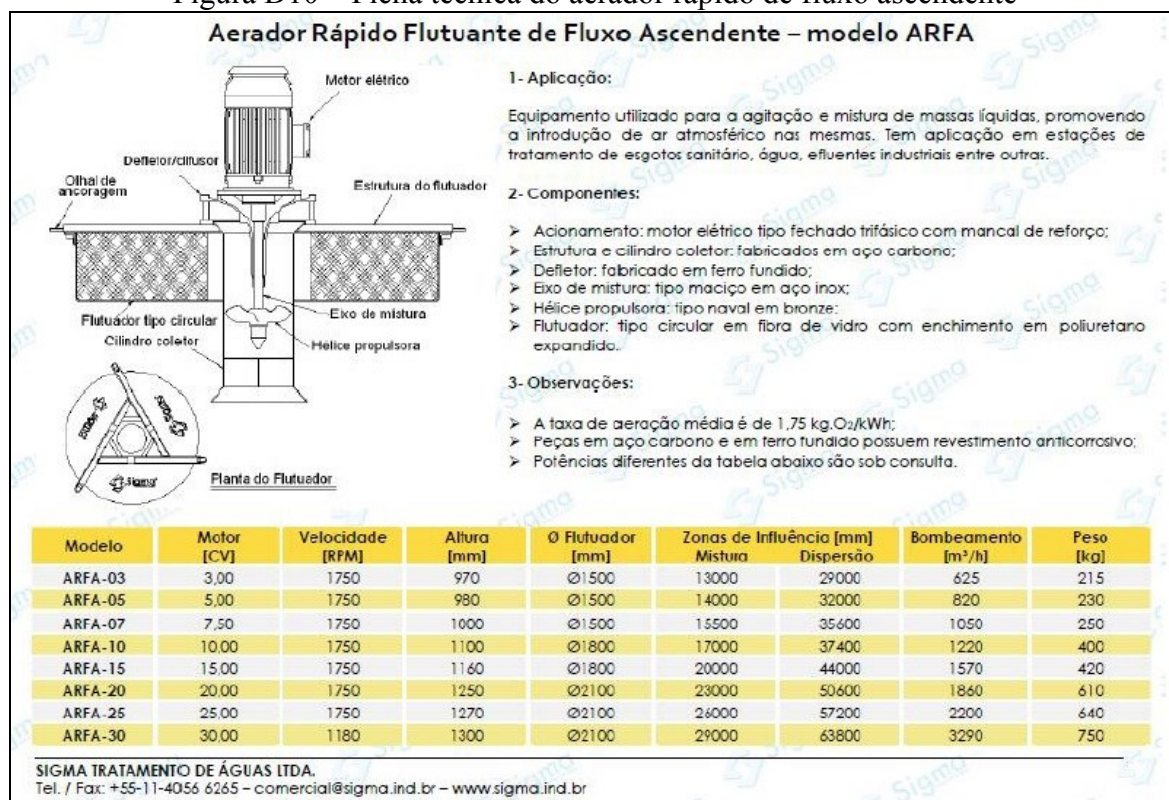 Figura D10 – Ficha técnica do aerador rápido de fluxo ascendente
Aerador Rápido Flutuante de Fluxo Ascendente – modelo ARFA
Motor elétrico
Defletor/difusor
Olhal de
ancoragem
Estrutura do flutuador
Flutuador tipo circular
Eixo de mistura
Cilindro coletor
Hélice propulsora
Sigma
Planta do Flutuador
1- Aplicação:
Equipamento utilizado para a agitação e mistura de massas líquidas, promovendo
a introdução de ar atmosférico nas mesmas. Tem aplicação em estações de
tratamento de esgotos sanitário, água, efluentes industriais entre outras.
2- Componentes:
➢ Acionamento: motor elétrico tipo fechado trifásico com mancal de reforço;
➢ Estrutura e cilindro coletor: fabricados em aço carbono;
➢ Defletor: fabricado em ferro fundido;
➢ Eixo de mistura: tipo maciço em aço inox;
➢ Hélice propulsora: tipo naval em bronze;
➢ Flutuador: tipo circular em fibra de vidro com enchimento em poliuretano
expandido.
3- Observações:
➢ A taxa de aeração média é de 1,75 kg.O2/kWh;
➢ Peças em aço carbono e em ferro fundido possuem revestimento anticorrosivo;
➢ Potências diferentes da tabela abaixo são sob consulta.
Modelo Motor [CV] Velocidade [RPM] Altura [mm] Ø Flutuador [mm] Zonas de Influência [mm] Mistura Dispersão Bombeamento [m³/h] Peso [kg]
ARFA-03 3,00 1750 970 Ø1500 13000 29000 625 215
ARFA-05 5,00 1750 980 Ø1500 14000 32000 820 230
ARFA-07 7,50 1750 1000 Ø1500 15500 35600 1050 250
ARFA-10 10,00 1750 1100 Ø1800 17000 37400 1220 400
ARFA-15 15,00 1750 1160 Ø1800 20000 44000 1570 420
ARFA-20 20,00 1750 1250 Ø2100 23000 50600 1860 610
ARFA-25 25,00 1750 1270 Ø2100 26000 57200 2200 640
ARFA-30 30,00 1180 1300 Ø2100 29000 63800 3290 750
SIGMA TRATAMENTO DE ÁGUAS LTDA.
Tel. / Fax: +55-11-4056 6265 – comercial@sigma.ind.br – www.sigma.ind.br